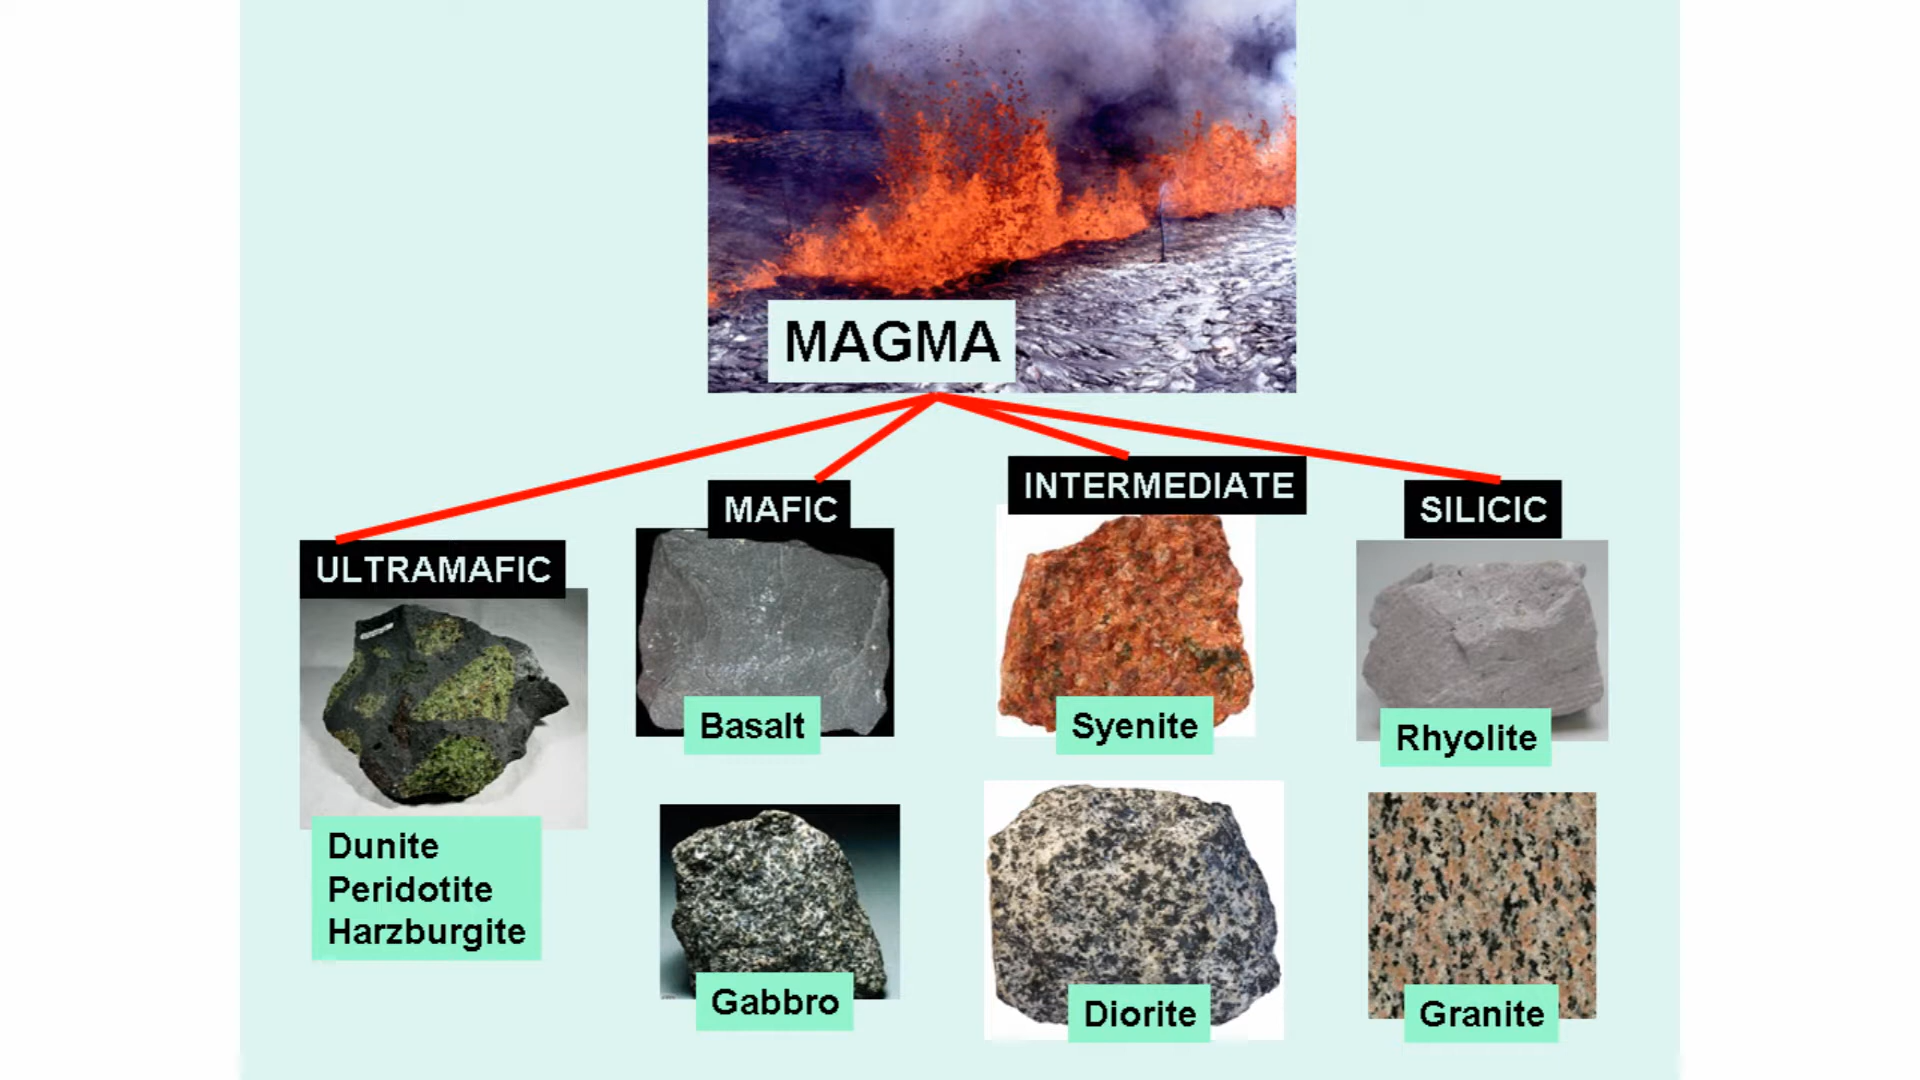 MAGMA
ULTRAMAFIC
MAFIC
INTERMEDIATE
SILICIC
Dunite
Peridotite
Harzburgite
Basalt
Syenite
Rhyolite
Gabbro
Diorite
Granite